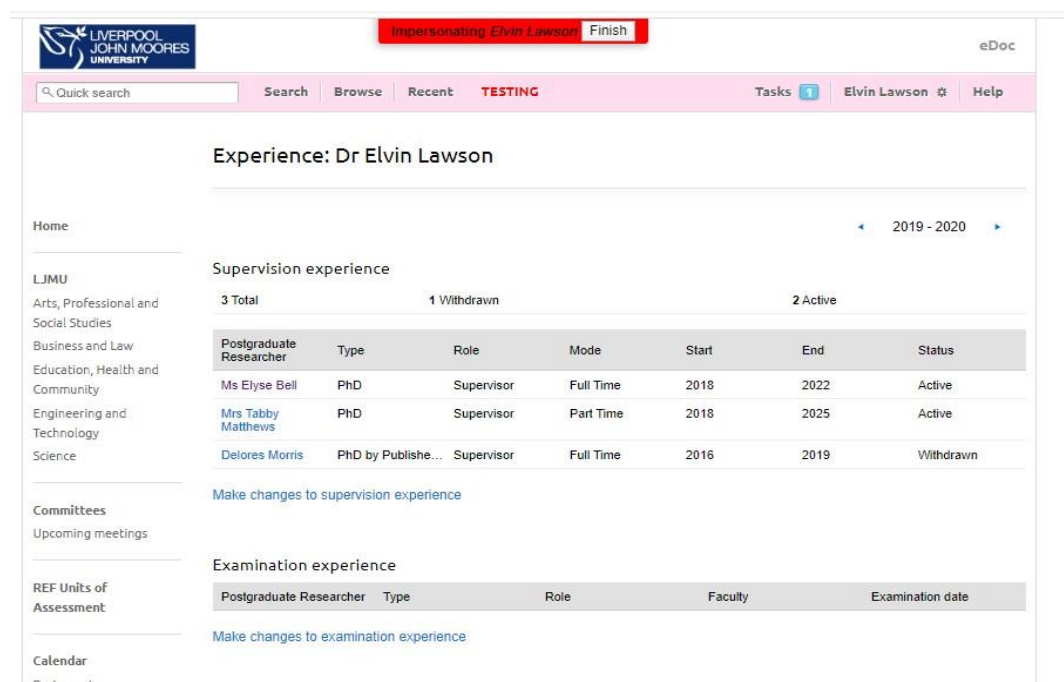 LIVERPOOL
JOHN MOORES
UNIVERSITY
Impersonating Elvin Lawson Finish
eDoc
Quick search Search Browse Recent TESTING Tasks 1 Elvin Lawson Help
Experience: Dr Elvin Lawson
Home
2019 - 2020
LJMU
Arts, Professional and
Social Studies
Business and Law
Education, Health and
Community
Engineering and
Technology
Science
Committees
Upcoming meetings
REF Units of
Assessment
Calendar
Supervision experience
3 Total 1 Withdrawn 2 Active
Postgraduate
Researcher Type Role Mode Start End Status
Ms Elyse Bell PhD Supervisor Full Time 2018 2022 Active
Mrs Tabby
Matthews PhD Supervisor Part Time 2018 2025 Active
Delores Morris PhD by Publishe... Supervisor Full Time 2016 2019 Withdrawn
Make changes to supervision experience
Examination experience
Postgraduate Researcher Type Role Faculty Examination date
Make changes to examination experience